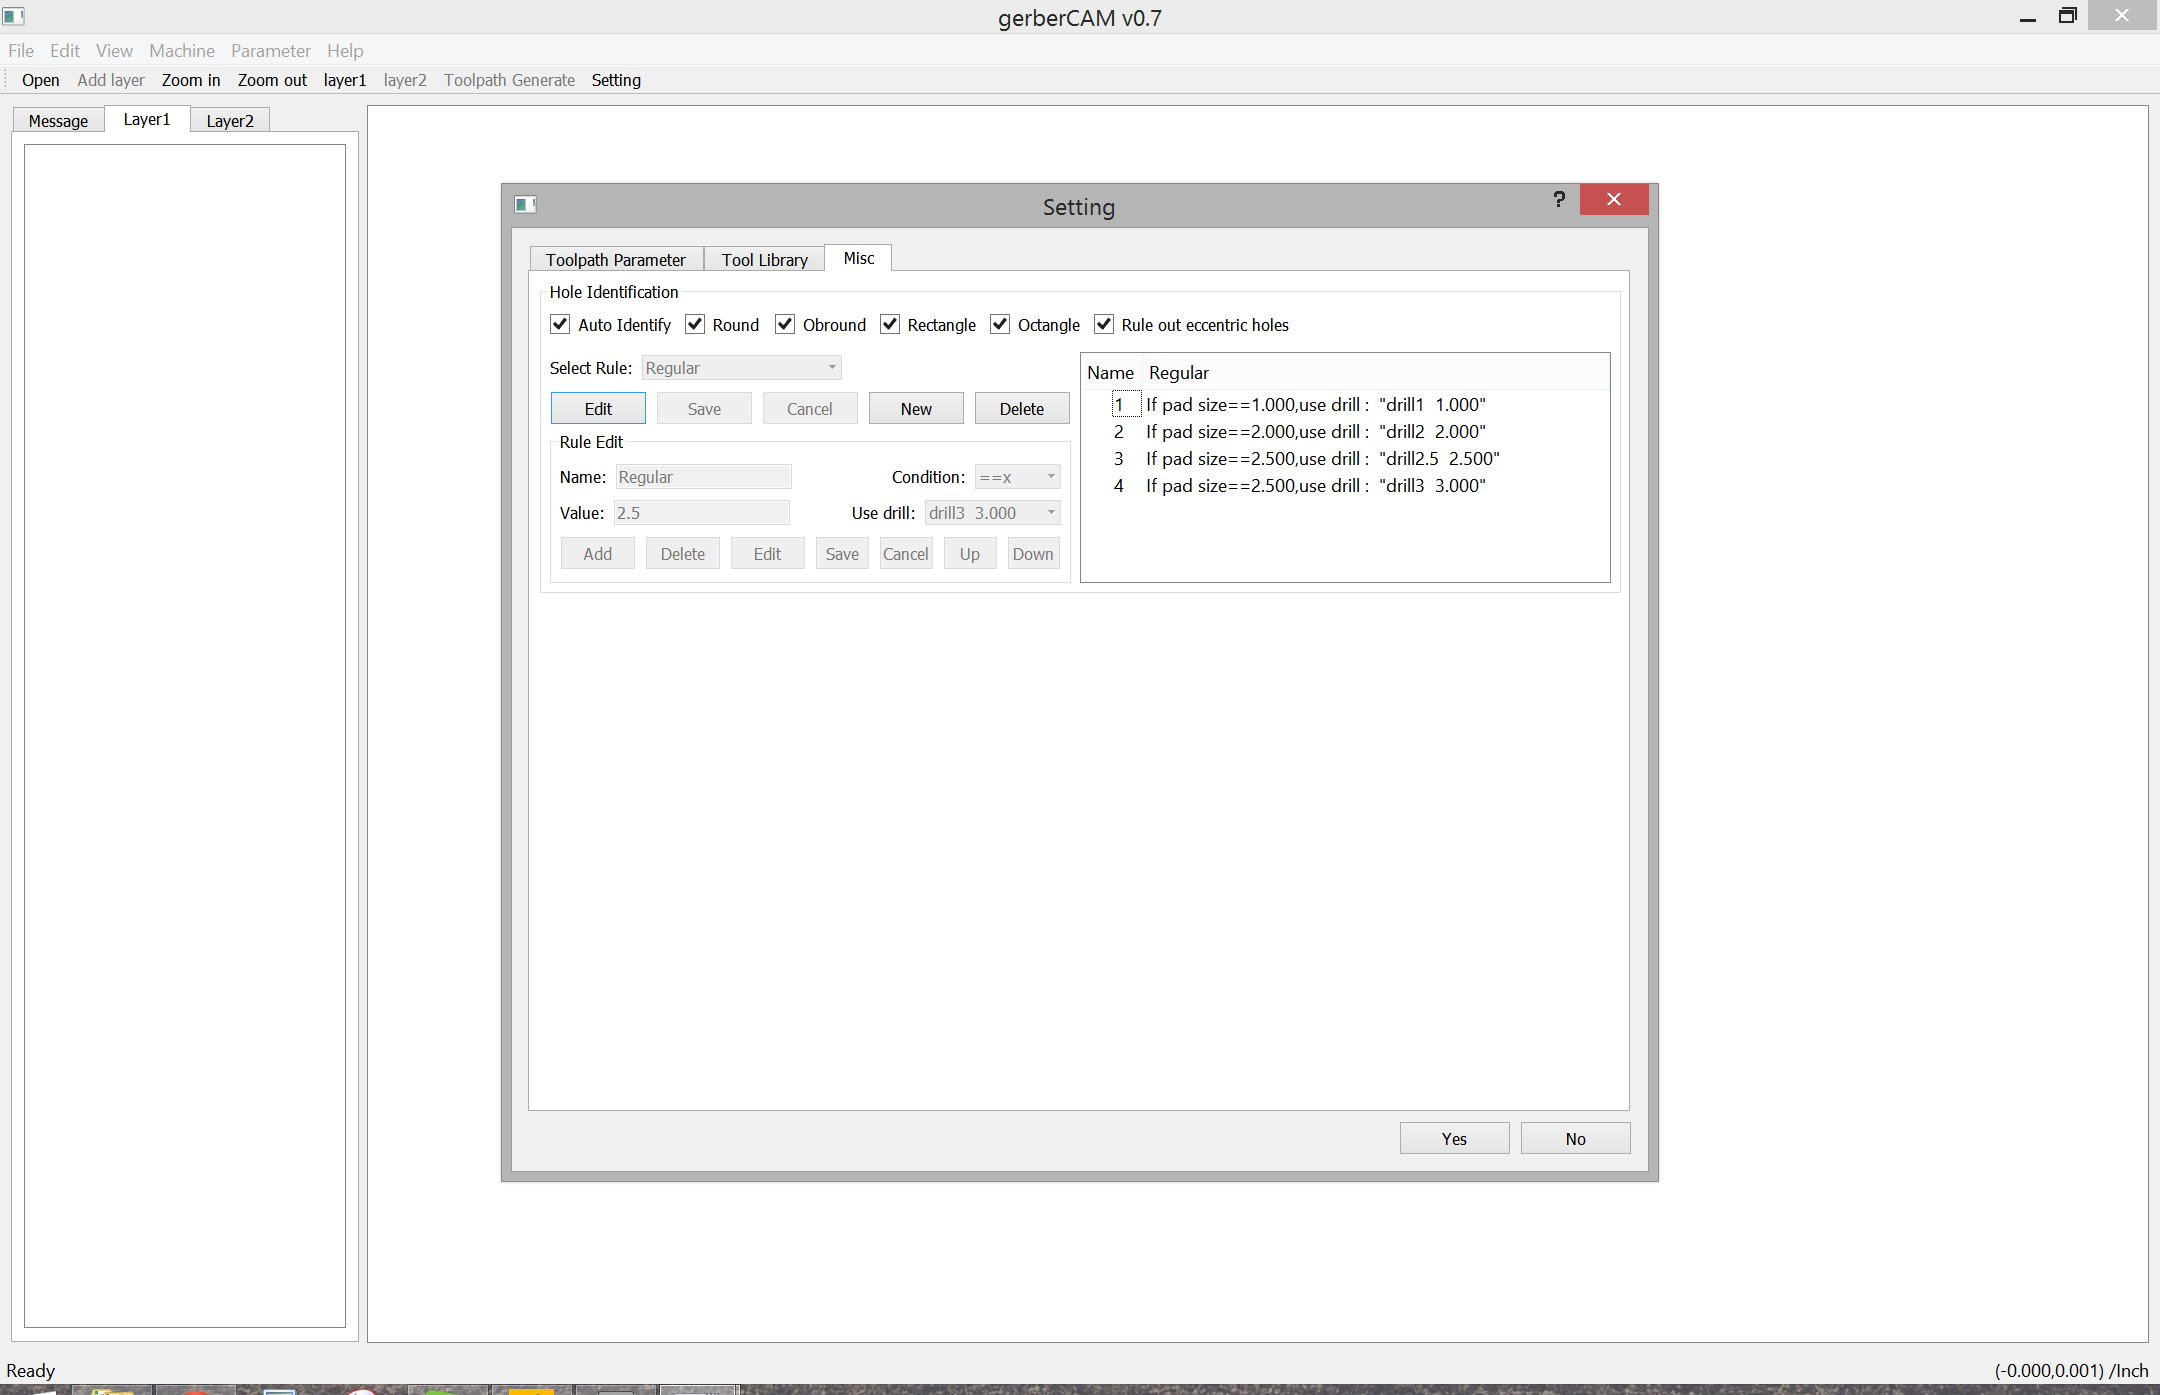 gerberCAM v0.7
File Edit View Machine Parameter Help
Open Add layer Zoom in Zoom out layer1 layer2 Toolpath Generate Setting
Message Layer1 Layer2
Setting
?
Toolpath Parameter Tool Library Misc
Hole Identification
Auto Identify Round Obround Rectangle Octangle Rule out eccentric holes
Select Rule: Regular
Edit Save Cancel New Delete
Rule Edit
Name: Regular Condition: ==x
Value: 2.5 Use drill: drill3 3.000
Add Delete Edit Save Cancel Up Down
Name Regular
1 If pad size==1.000,use drill : "drill1 1.000"
2 If pad size==2.000,use drill : "drill2 2.000"
3 If pad size==2.500,use drill : "drill2.5 2.500"
4 If pad size==2.500,use drill : "drill3 3.000"
Yes No
Ready (-0.000,0.001) /Inch